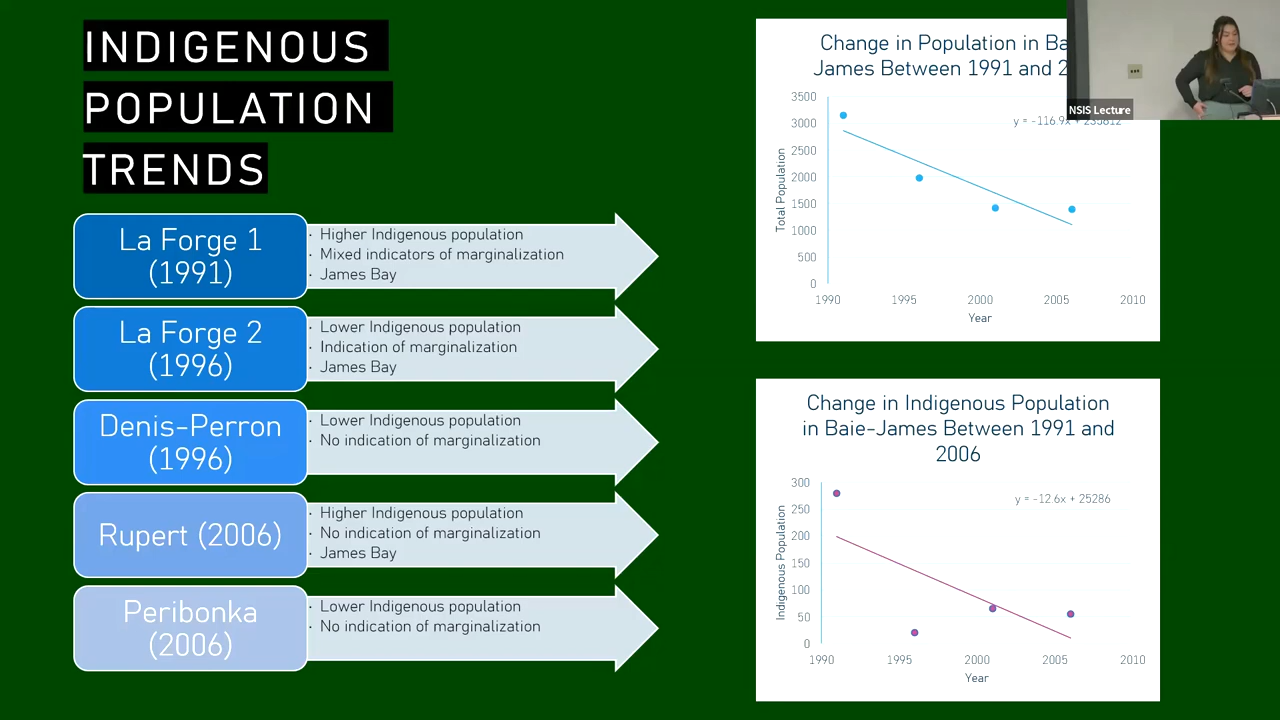 INDIGENOUS
POPULATION
TRENDS
La Forge 1
(1991)
· Higher Indigenous population
· Mixed indicators of marginalization
· James Bay
La Forge 2
(1996)
· Lower Indigenous population
· Indication of marginalization
· James Bay
Denis-Perron
(1996)
· Lower Indigenous population
· No indication of marginalization
Rupert (2006)
· Higher Indigenous population
· No indication of marginalization
· James Bay
Peribonka
(2006)
· Lower Indigenous population
· No indication of marginalization
Change in Population in Ba
James Between 1991 and 2
3500
3000
2500
2000
1500
1000
500
0
Total Population
y = -116.9x + 235612
1990 1995 2000 2005 2010
Year
NSIS Lecture
Change in Indigenous Population
in Baie-James Between 1991 and
2006
300
250
200
150
100
50
0
Indigenous Population
y = -12.6x + 25286
1990 1995 2000 2005 2010
Year